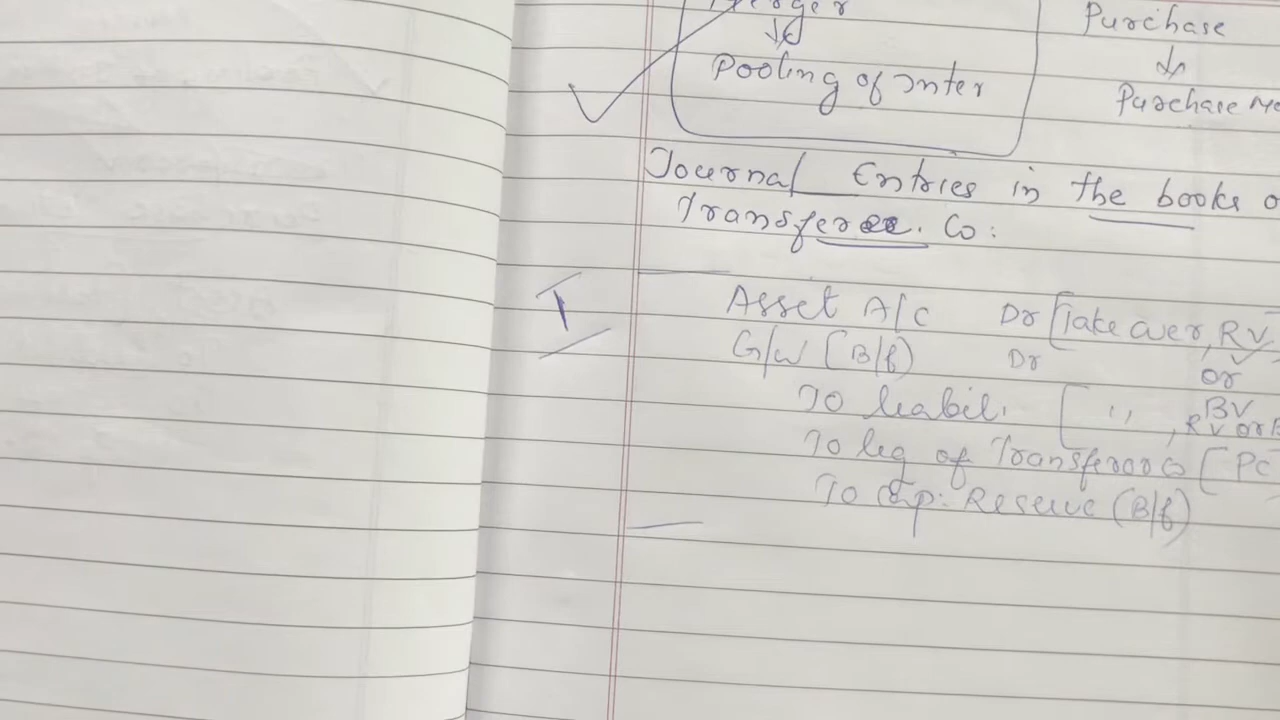 Merger
Purchase
Pooling of Inter
Purchase Me
Journal Entries in the books o
Transferee. Co:
I
Asset A/c Dr [Take over, RV
G/w (B/f) Dr or
To Liabil. [ ,, BV
, RV or B
To Liq of Transferor Co [PC
To Cap: Reserve (B/f)